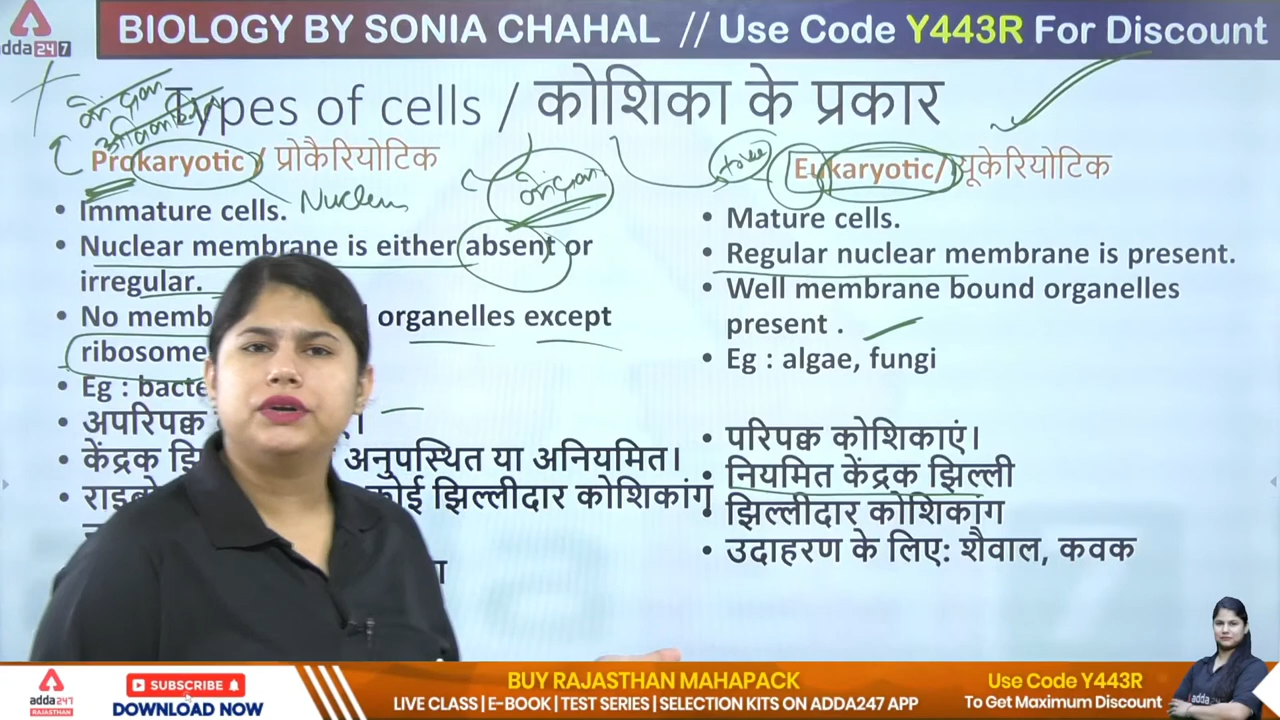 adda247
BIOLOGY BY SONIA CHAHAL // Use Code Y443R For Discount
Types of cells / कोशिका के प्रकार
Prokaryotic / प्रोकैरियोटिक
Nucleus
• Immature cells.
• Nuclear membrane is either absent or
irregular.
• No memb organelles except
ribosome
• Eg : bacte
• अपरिपक्व
• केंद्रक अनुपस्थित या अनियमित।
• कोई झिल्लीदार कोशिकांग
true
Eukaryotic/ यूकेरियोटिक
• Mature cells.
• Regular nuclear membrane is present.
• Well membrane bound organelles
present .
• Eg : algae, fungi
• परिपक्व कोशिकाएं।
• नियमित केंद्रक झिल्ली
• झिल्लीदार कोशिकांग
• उदाहरण के लिए: शैवाल, कवक
adda247
RAJASTHAN
SUBSCRIBE
DOWNLOAD NOW
BUY RAJASTHAN MAHAPACK
LIVE CLASS | E-BOOK | TEST SERIES | SELECTION KITS ON ADDA247 APP
Use Code Y443R
To Get Maximum Discount